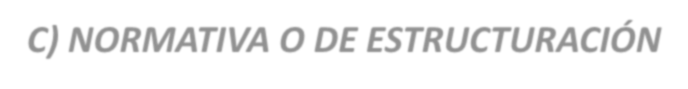 C) NORMATIVA O DE ESTRUCTURACIÓN